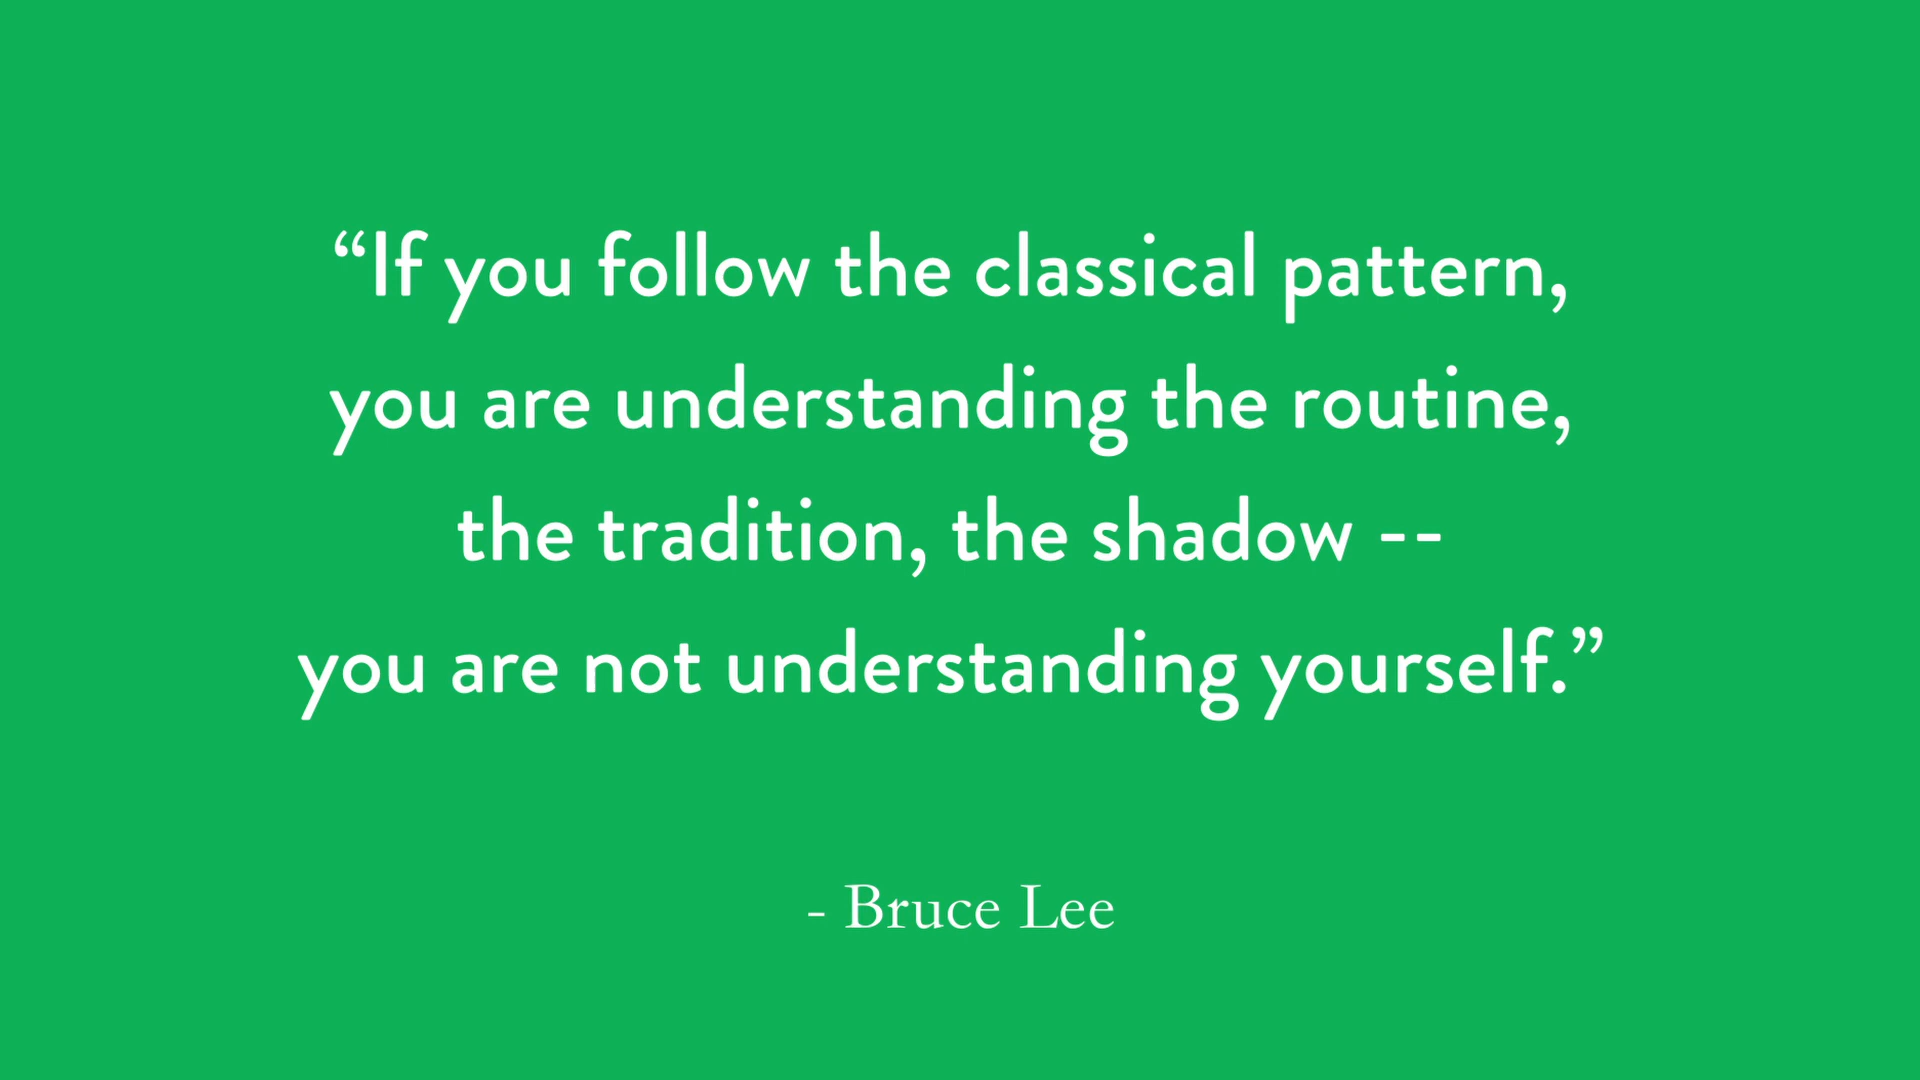 “If you follow the classical pattern,
you are understanding the routine,
the tradition, the shadow --
you are not understanding yourself.”
- Bruce Lee